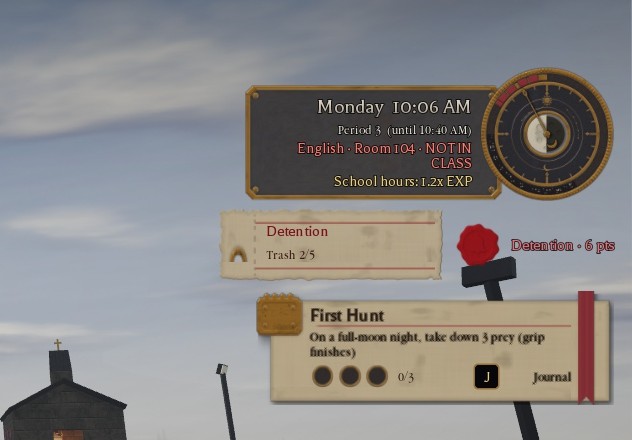 Monday 10:06 AM
Period 3 (until 10:40 AM)
English · Room 104 · NOT IN
CLASS
School hours: 1.2x EXP
Detention
Trash 2/5
Detention · 6 pts
First Hunt
On a full-moon night, take down 3 prey (grip
finishes)
0/3
J
Journal